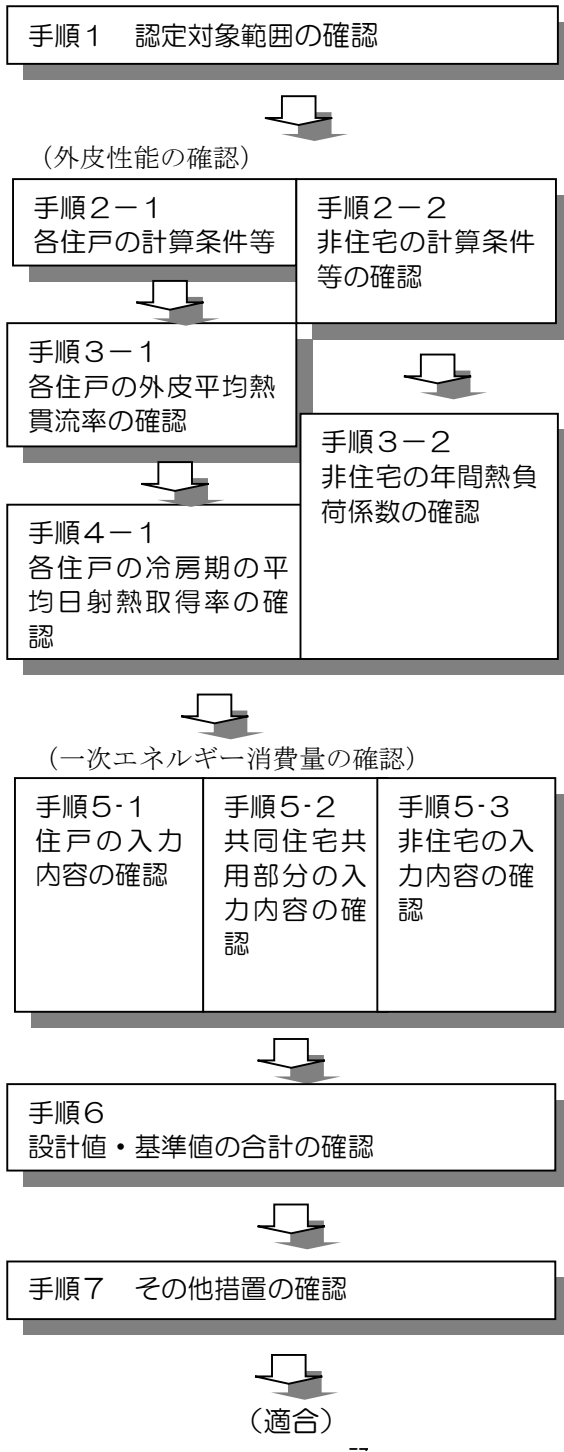 手順１　認定対象範囲の確認
（外皮性能の確認）
手順２－１
各住戸の計算条件等
手順２－２
非住宅の計算条件
等の確認
手順３－１
各住戸の外皮平均熱
貫流率の確認
手順３－２
非住宅の年間熱負
荷係数の確認
手順４－１
各住戸の冷房期の平
均日射熱取得率の確
認
（一次エネルギー消費量の確認）
手順５-１
住戸の入力
内容の確認
手順５-２
共同住宅共
用部分の入
力内容の確
認
手順５-３
非住宅の入
力内容の確
認
手順６
設計値・基準値の合計の確認
手順７　その他措置の確認
（適合）